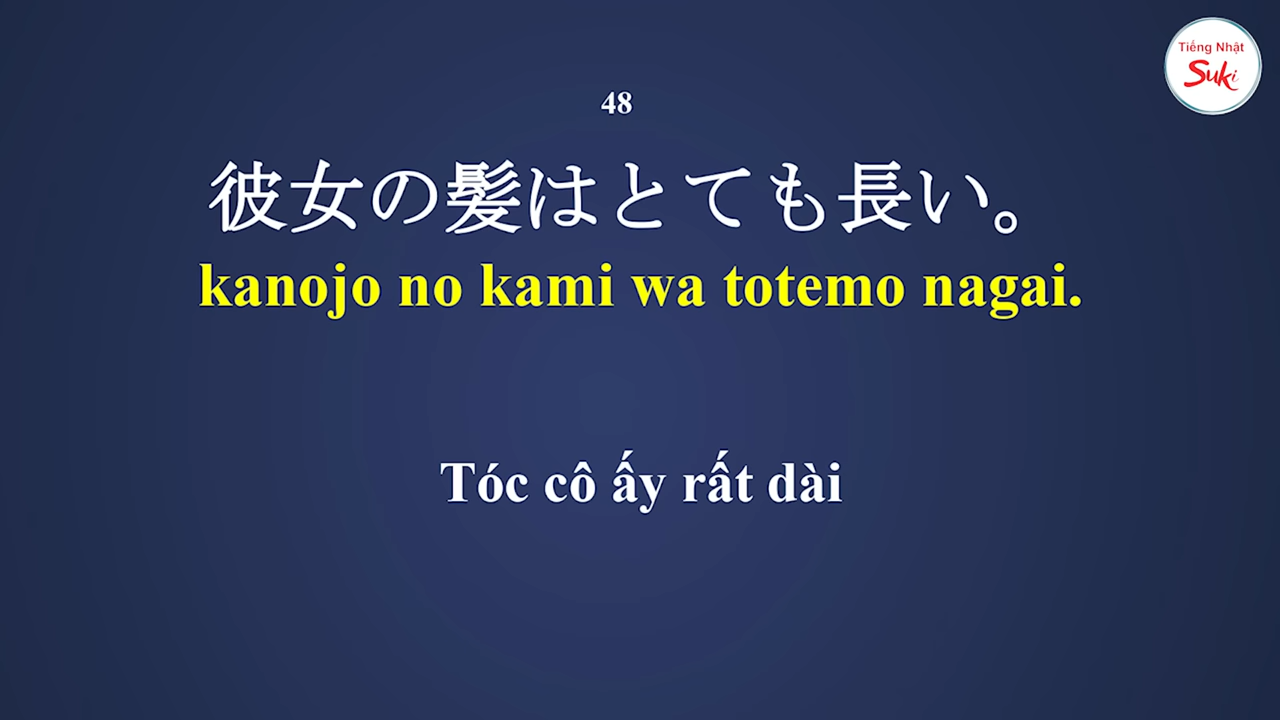 Tiếng Nhật
Suki
48
彼女の髪はとても長い。
kanojo no kami wa totemo nagai.
Tóc cô ấy rất dài